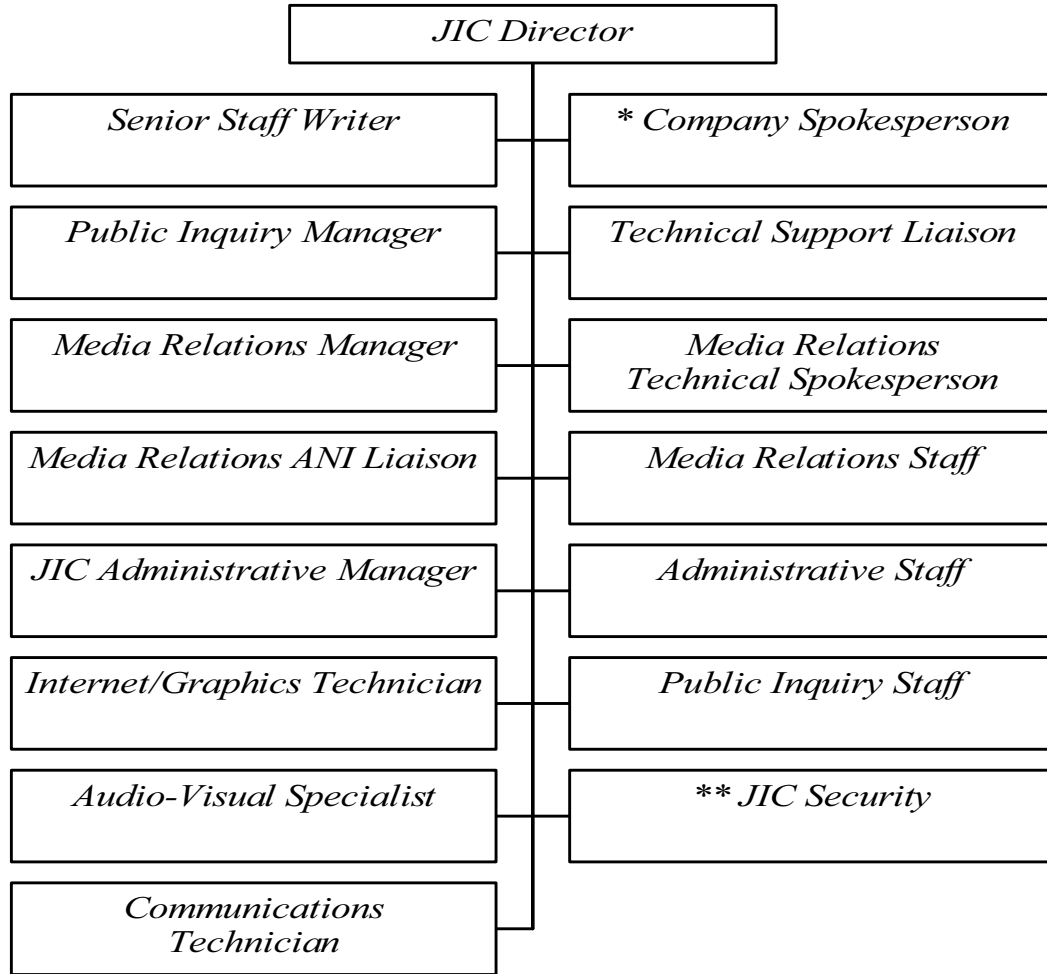 JIC Director
Senior Staff Writer
* Company Spokesperson
Public Inquiry Manager
Technical Support Liaison
Media Relations Manager
Media Relations
Technical Spokesperson
Media Relations ANI Liaison
Media Relations Staff
JIC Administrative Manager
Administrative Staff
Internet/Graphics Technician
Public Inquiry Staff
Audio-Visual Specialist
** JIC Security
Communications
Technician